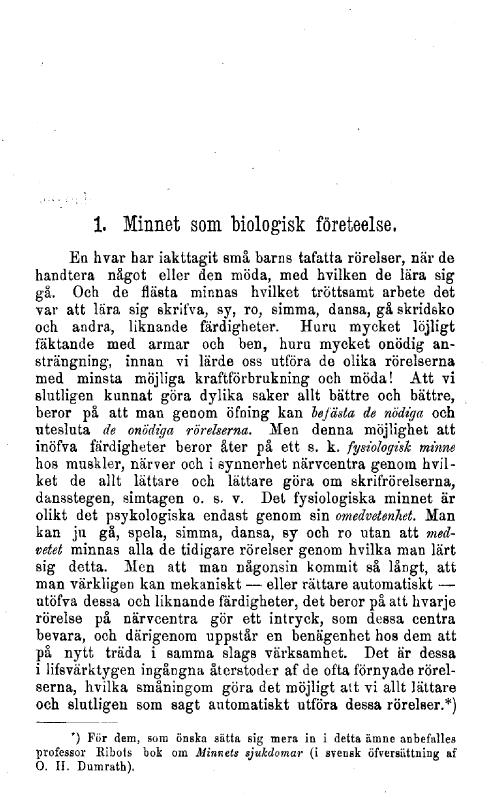 1. Minnet som biologisk företeelse.
En hvar har iakttagit små barns tafatta rörelser, när de
handtera något eller den möda, med hvilken de lära sig
gå. Och de flästa minnas hvilket tröttsamt arbete det
var att lära sig skrifva, sy, ro, simma, dansa, gå skridsko
och andra, liknande färdigheter. Huru mycket löjligt
fäktande med armar och ben, huru mycket onödig an-
strängning, innan vi lärde oss utföra de olika rörelserna
med minsta möjliga kraftförbrukning och möda! Att vi
slutligen kunnat göra dylika saker allt bättre och bättre,
beror på att man genom öfning kan befästa de nödiga och
utesluta de onödiga rörelserna. Men denna möjlighet att
inöfva färdigheter beror åter på ett s. k. fysiologisk minne
hos muskler, närver och i synnerhet närvcentra genom hvil-
ket de allt lättare och lättare göra om skrifrörelserna,
dansstegen, simtagen o. s. v. Det fysiologiska minnet är
olikt det psykologiska endast genom sin omedvetenhet. Man
kan ju gå, spela, simma, dansa, sy och ro utan att med-
vetet minnas alla de tidigare rörelser genom hvilka man lärt
sig detta. Men att man någonsin kommit så långt, att
man värkligen kan mekaniskt — eller rättare automatiskt —
utöfva dessa och liknande färdigheter, det beror på att hvarje
rörelse på närvcentra gör ett intryck, som dessa centra
bevara, och därigenom uppstår en benägenhet hos dem att
på nytt träda i samma slags värksamhet. Det är dessa
i lifsvärktygen ingångna återstoder af de ofta förnyade rörel-
serna, hvilka småningom göra det möjligt att vi allt lättare
och slutligen som sagt automatiskt utföra dessa rörelser.*)
*) För dem, som önska sätta sig mera in i detta ämne anbefalles
professor Ribots bok om Minnets sjukdomar (i svensk öfversättning af
O. H. Dumrath).